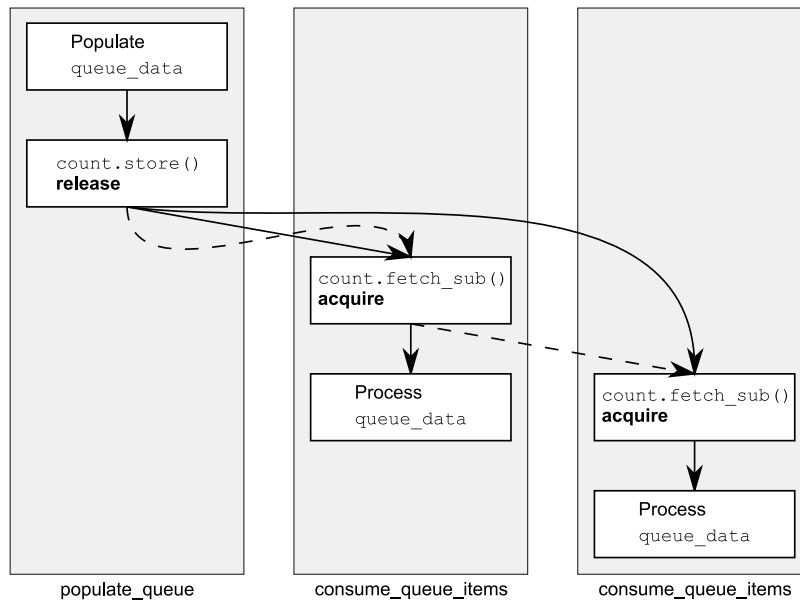 Populate
queue_data
count.store()
release
count.fetch_sub()
acquire
Process
queue_data
count.fetch_sub()
acquire
Process
queue_data
populate_queue
consume_queue_items
consume_queue_items